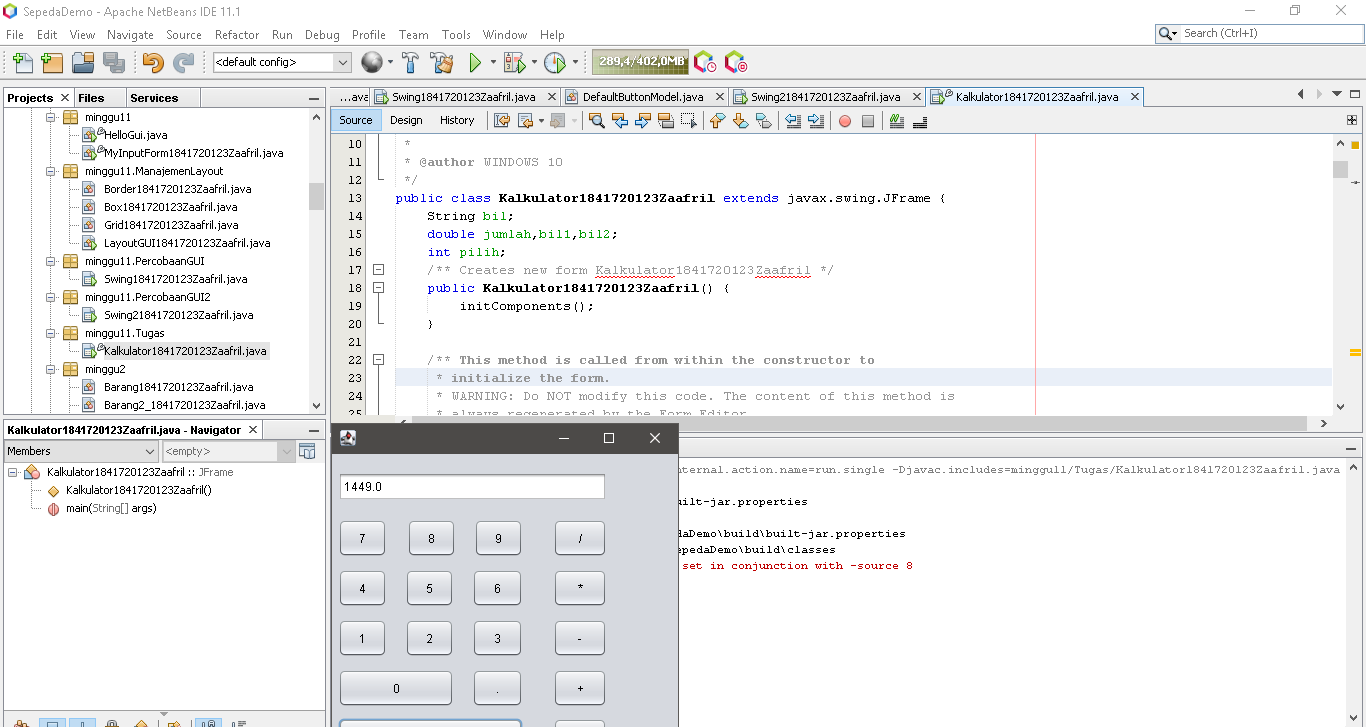 SepedaDemo - Apache NetBeans IDE 11.1
File Edit View Navigate Source Refactor Run Debug Profile Team Tools Window Help
Search (Ctrl+I)
<default config>
289,4/402,0MB
Projects Files Services
minggu11
HelloGui.java
MyInputForm1841720123Zaafril.java
minggu11.ManajemenLayout
Border1841720123Zaafril.java
Box1841720123Zaafril.java
Grid1841720123Zaafril.java
LayoutGUI1841720123Zaafril.java
minggu11.PercobaanGUI
Swing1841720123Zaafril.java
minggu11.PercobaanGUI2
Swing21841720123Zaafril.java
minggu11.Tugas
Kalkulator1841720123Zaafril.java
minggu2
Barang1841720123Zaafril.java
Barang2_1841720123Zaafril.java
...ava Swing1841720123Zaafril.java DefaultButtonModel.java Swing21841720123Zaafril.java Kalkulator1841720123Zaafril.java
Source Design History
10 *
11 * @author WINDOWS 10
12 */
13 public class Kalkulator1841720123Zaafril extends javax.swing.JFrame {
14 String bil;
15 double jumlah,bil1,bil2;
16 int pilih;
17 /** Creates new form Kalkulator1841720123Zaafril */
18 public Kalkulator1841720123Zaafril() {
19 initComponents();
20 }
21
22 /** This method is called from within the constructor to
23 * initialize the form.
24 * WARNING: Do NOT modify this code. The content of this method is
25 * always regenerated by the Form Editor
Kalkulator1841720123Zaafril.java - Navigator
Members <empty>
Kalkulator1841720123Zaafril :: JFrame
Kalkulator1841720123Zaafril()
main(String[] args)
nternal.action.name=run.single -Djavac.includes=minggu11/Tugas/Kalkulator1841720123Zaafril.java
uilt-jar.properties
daDemo\build\built-jar.properties
epedaDemo\build\classes
set in conjunction with -source 8
1449.0
7 8 9 /
4 5 6 *
1 2 3 -
0 . +